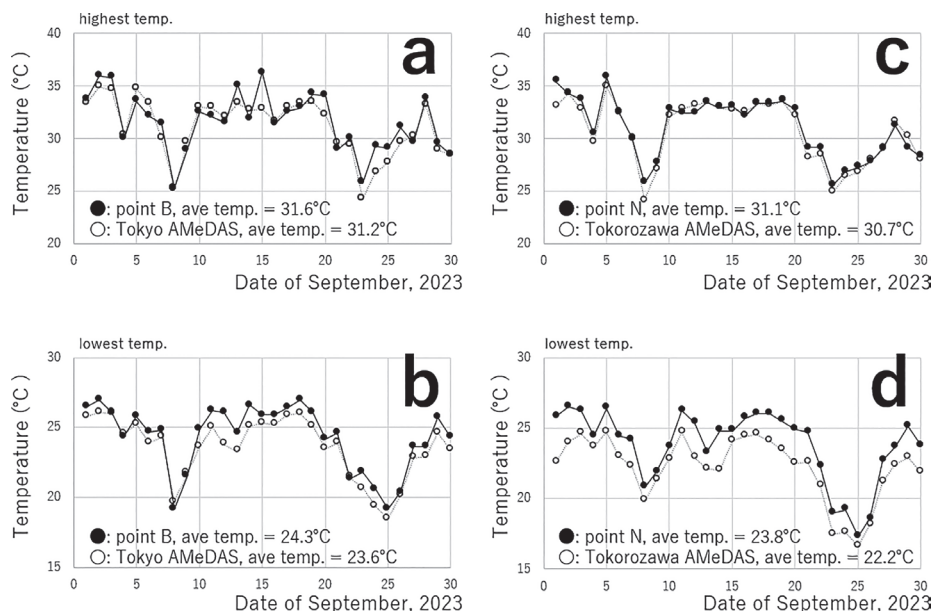 highest temp.
a
Temperature (°C )
40
35
30
25
20
●: point B, ave temp. = 31.6°C
○: Tokyo AMeDAS, ave temp. = 31.2°C
0 5 10 15 20 25 30
Date of September, 2023
highest temp.
c
Temperature (°C )
40
35
30
25
20
●: point N, ave temp. = 31.1°C
○: Tokorozawa AMeDAS, ave temp. = 30.7°C
0 5 10 15 20 25 30
Date of September, 2023
lowest temp.
b
Temperature (°C )
30
25
20
15
●: point B, ave temp. = 24.3°C
○: Tokyo AMeDAS, ave temp. = 23.6°C
0 5 10 15 20 25 30
Date of September, 2023
lowest temp.
d
Temperature (°C )
30
25
20
15
●: point N, ave temp. = 23.8°C
○: Tokorozawa AMeDAS, ave temp. = 22.2°C
0 5 10 15 20 25 30
Date of September, 2023